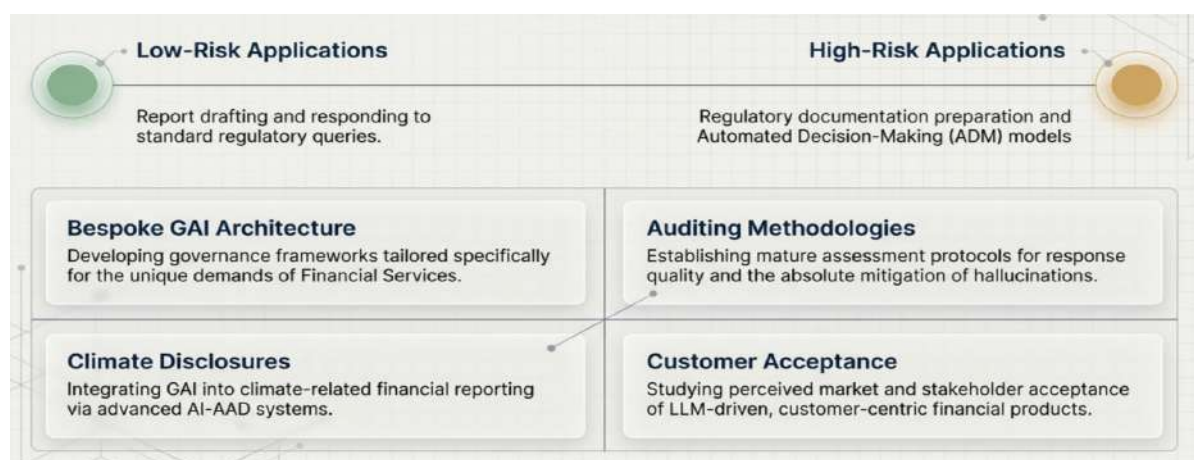 Low-Risk Applications
High-Risk Applications
Report drafting and responding to
standard regulatory queries.
Regulatory documentation preparation and
Automated Decision-Making (ADM) models
Bespoke GAI Architecture
Developing governance frameworks tailored specifically
for the unique demands of Financial Services.
Auditing Methodologies
Establishing mature assessment protocols for response
quality and the absolute mitigation of hallucinations.
Climate Disclosures
Integrating GAI into climate-related financial reporting
via advanced AI-AAD systems.
Customer Acceptance
Studying perceived market and stakeholder acceptance
of LLM-driven, customer-centric financial products.